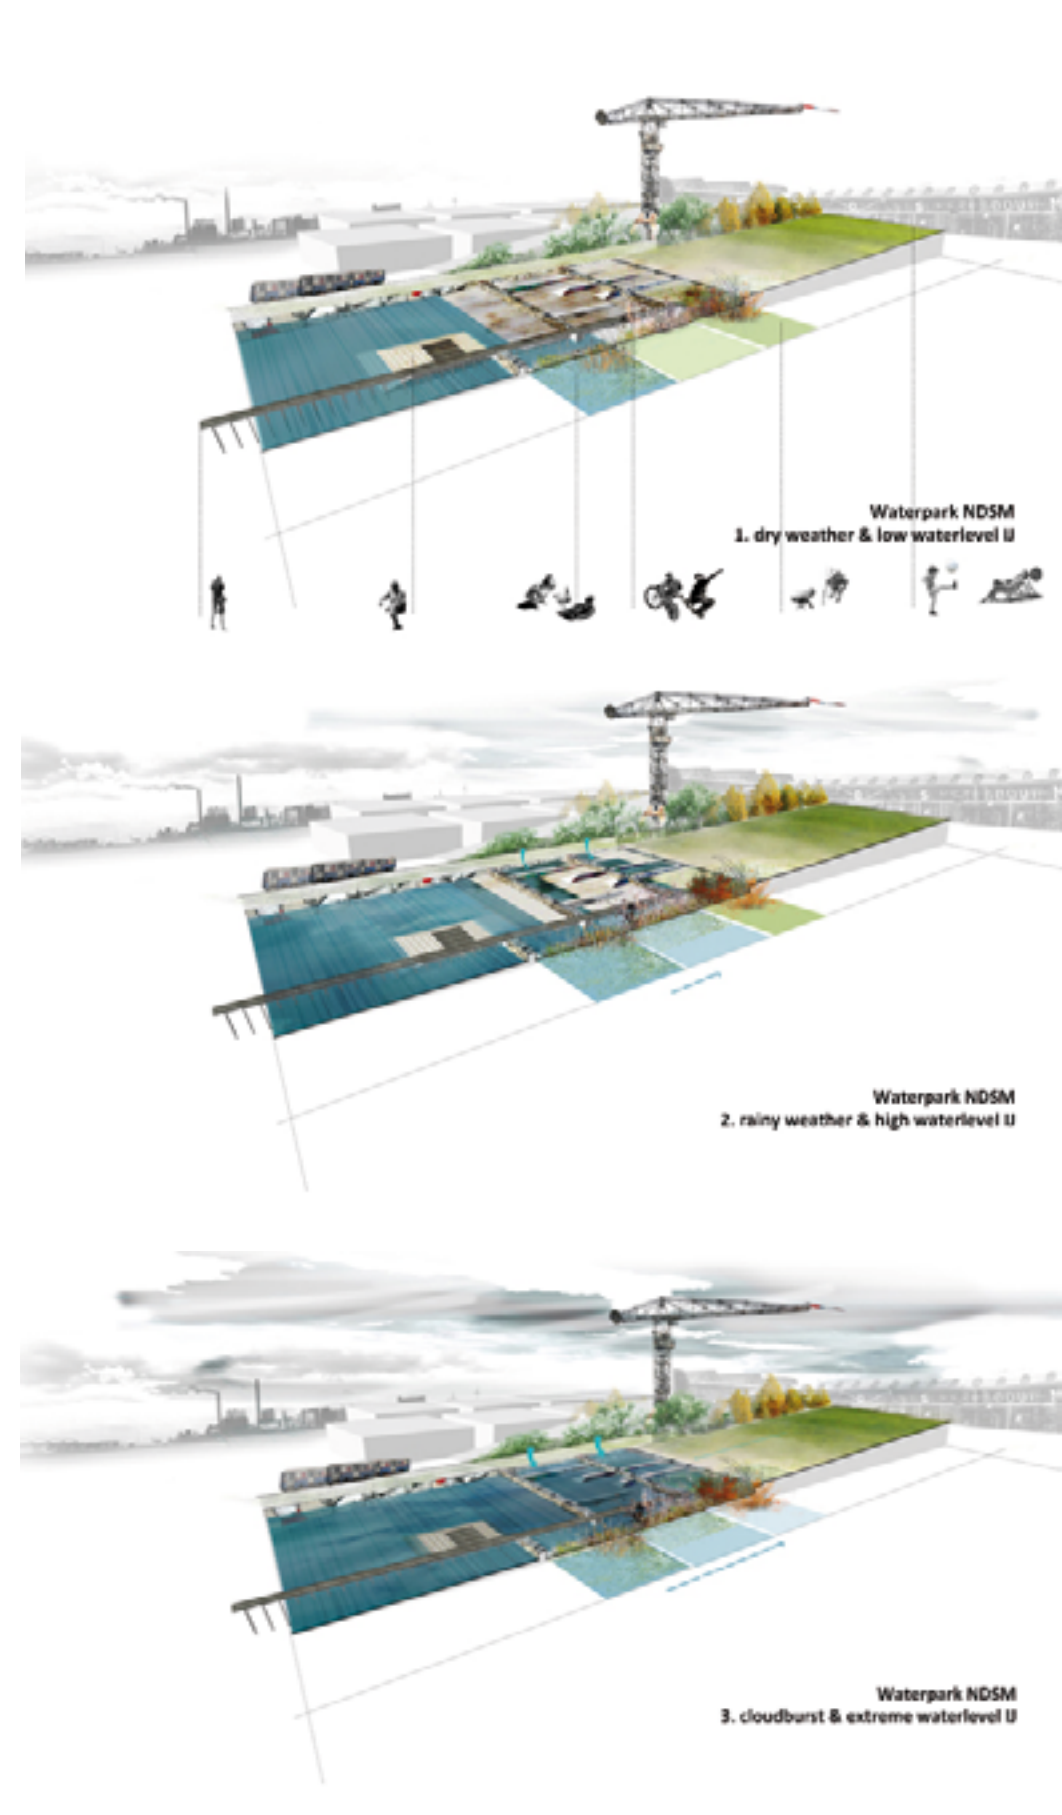 Waterpark NDSM
1. dry weather & low waterlevel IJ
Waterpark NDSM
2. rainy weather & high waterlevel IJ
Waterpark NDSM
3. cloudburst & extreme waterlevel IJ